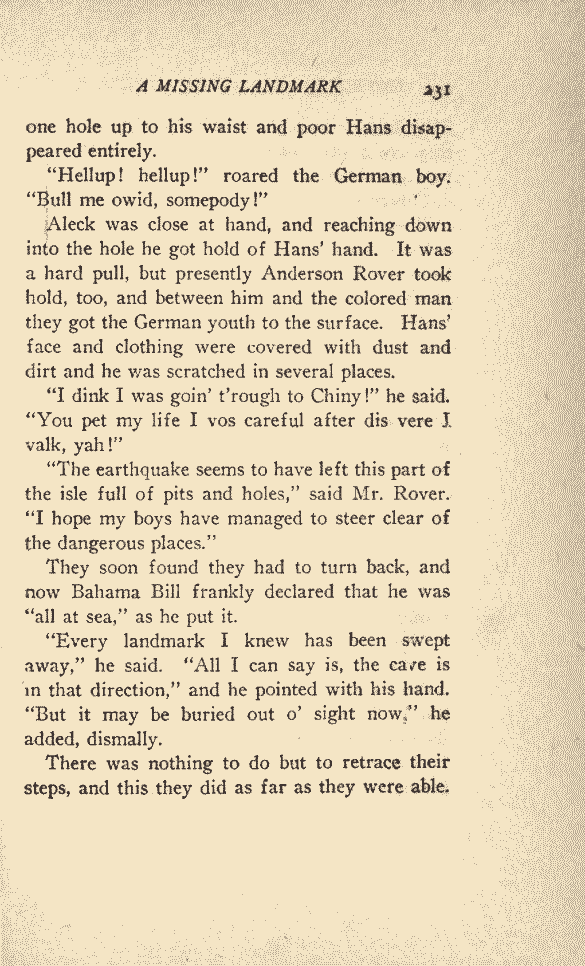 A MISSING LANDMARK 231
one hole up to his waist and poor Hans disap-
peared entirely.
"Hellup! hellup!" roared the German boy.
"Bull me owid, somepody!"
Aleck was close at hand, and reaching down
into the hole he got hold of Hans' hand. It was
a hard pull, but presently Anderson Rover took
hold, too, and between him and the colored man
they got the German youth to the surface. Hans'
face and clothing were covered with dust and
dirt and he was scratched in several places.
"I dink I was goin' t'rough to Chiny!" he said.
"You pet my life I vos careful after dis vere I
valk, yah!"
"The earthquake seems to have left this part of
the isle full of pits and holes," said Mr. Rover.
"I hope my boys have managed to steer clear of
the dangerous places."
They soon found they had to turn back, and
now Bahama Bill frankly declared that he was
"all at sea," as he put it.
"Every landmark I knew has been swept
away," he said. "All I can say is, the cave is
in that direction," and he pointed with his hand.
"But it may be buried out o' sight now," he
added, dismally.
There was nothing to do but to retrace their
steps, and this they did as far as they were able.